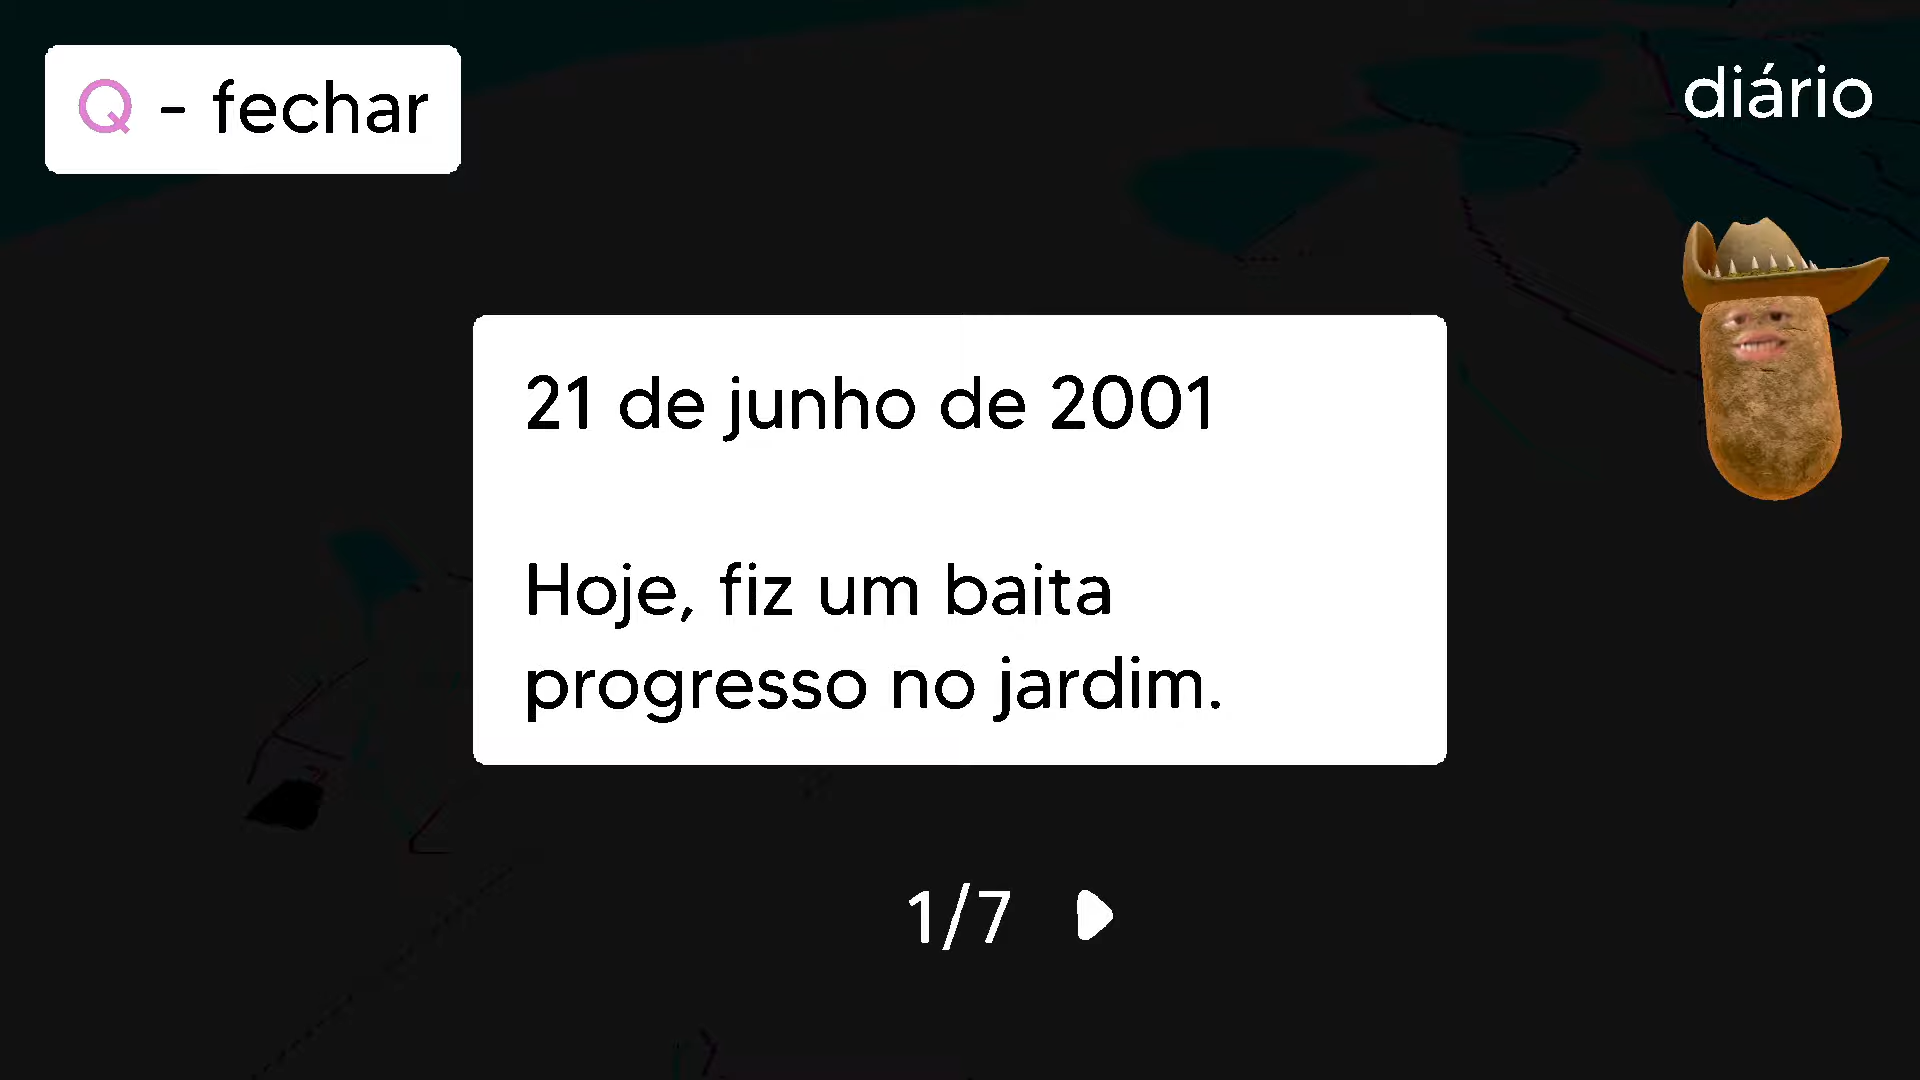 Q - fechar
diário
21 de junho de 2001
Hoje, fiz um baita
progresso no jardim.
1/7